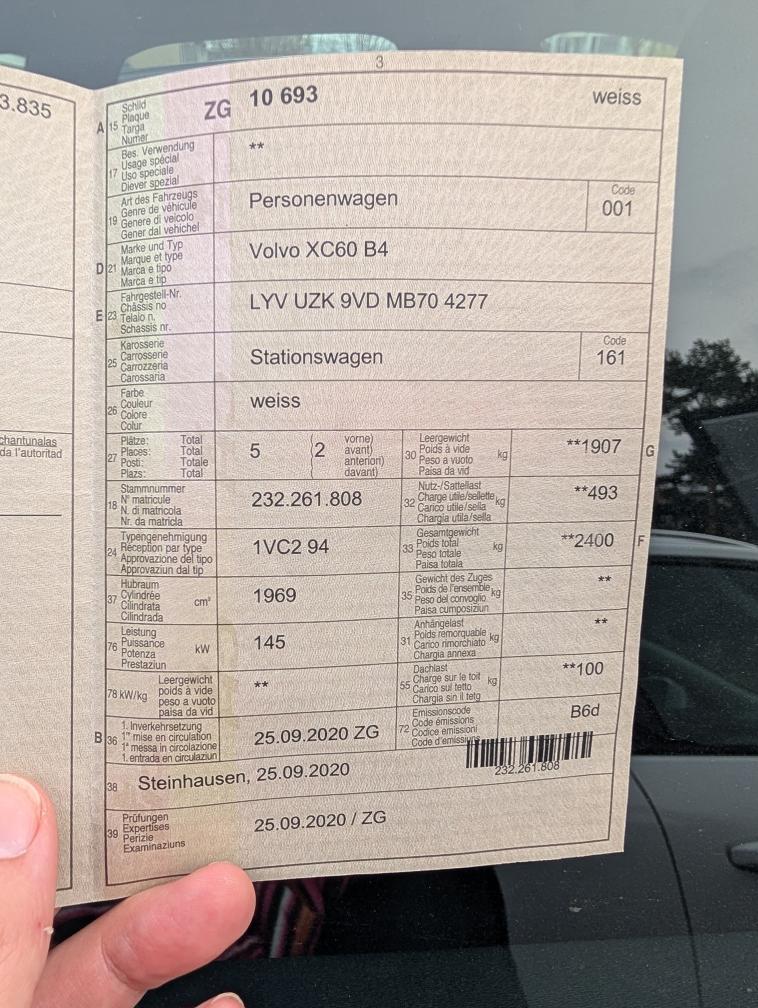 3
3.835
A 15 Schild
Plaque
Targa
Numer
ZG 10 693 weiss
17 Bes. Verwendung
Usage spécial
Uso speciale
Diever spezial
**
19 Art des Fahrzeugs
Genre de véhicule
Genere di veicolo
Gener dal vehichel
Personenwagen
Code
001
D 21 Marke und Typ
Marque et type
Marca e tipo
Marca e tip
Volvo XC60 B4
E 23 Fahrgestell-Nr.
Châssis no
Telaio n.
Schassis nr.
LYV UZK 9VD MB70 4277
25 Karosserie
Carrosserie
Carrozzeria
Carossaria
Stationswagen
Code
161
26 Farbe
Couleur
Colore
Colur
weiss
chantunalas
da l'autoritad
27 Plätze: Total
Places: Total
Posti: Totale
Plazs: Total
5 (2 vorne)
avant)
anteriori)
davant)
30 Leergewicht
Poids à vide
Peso a vuoto
Paisa da vid
kg
**1907
G
18 Stammnummer
N° matricule
N. di matricola
Nr. da matricla
232.261.808
32 Nutz-/Sattellast
Charge utile/sellette
Carico utile/sella
Chargia utila/sella
kg
**493
24 Typengenehmigung
Réception par type
Approvazione del tipo
Approvaziun dal tip
1VC2 94
33 Gesamtgewicht
Poids total
Peso totale
Paisa totala
kg
**2400
F
37 Hubraum
Cylindrée
Cilindrata
Cilindrada
cm³
1969
35 Gewicht des Zuges
Poids de l'ensemble
Peso del convoglio
Paisa cumposiziun
kg
**
76 Leistung
Puissance
Potenza
Prestaziun
kW
145
31 Anhängelast
Poids remorquable
Carico rimorchiato
Chargia annexa
kg
**
78 kW/kg Leergewicht
poids à vide
peso a vuoto
paisa da vid
**
55 Dachlast
Charge sur le toit
Carico sul tetto
Chargia sin il tetg
kg
**100
B 36 1. Inverkehrsetzung
1re mise en circulation
1a messa in circolazione
1. entrada en circulaziun
25.09.2020 ZG
72 Emissionscode
Code émissions
Codice emissioni
Code d'emissiuns
B6d
232.261.808
38 Steinhausen, 25.09.2020
39 Prüfungen
Expertises
Perizie
Examinaziuns
25.09.2020 / ZG